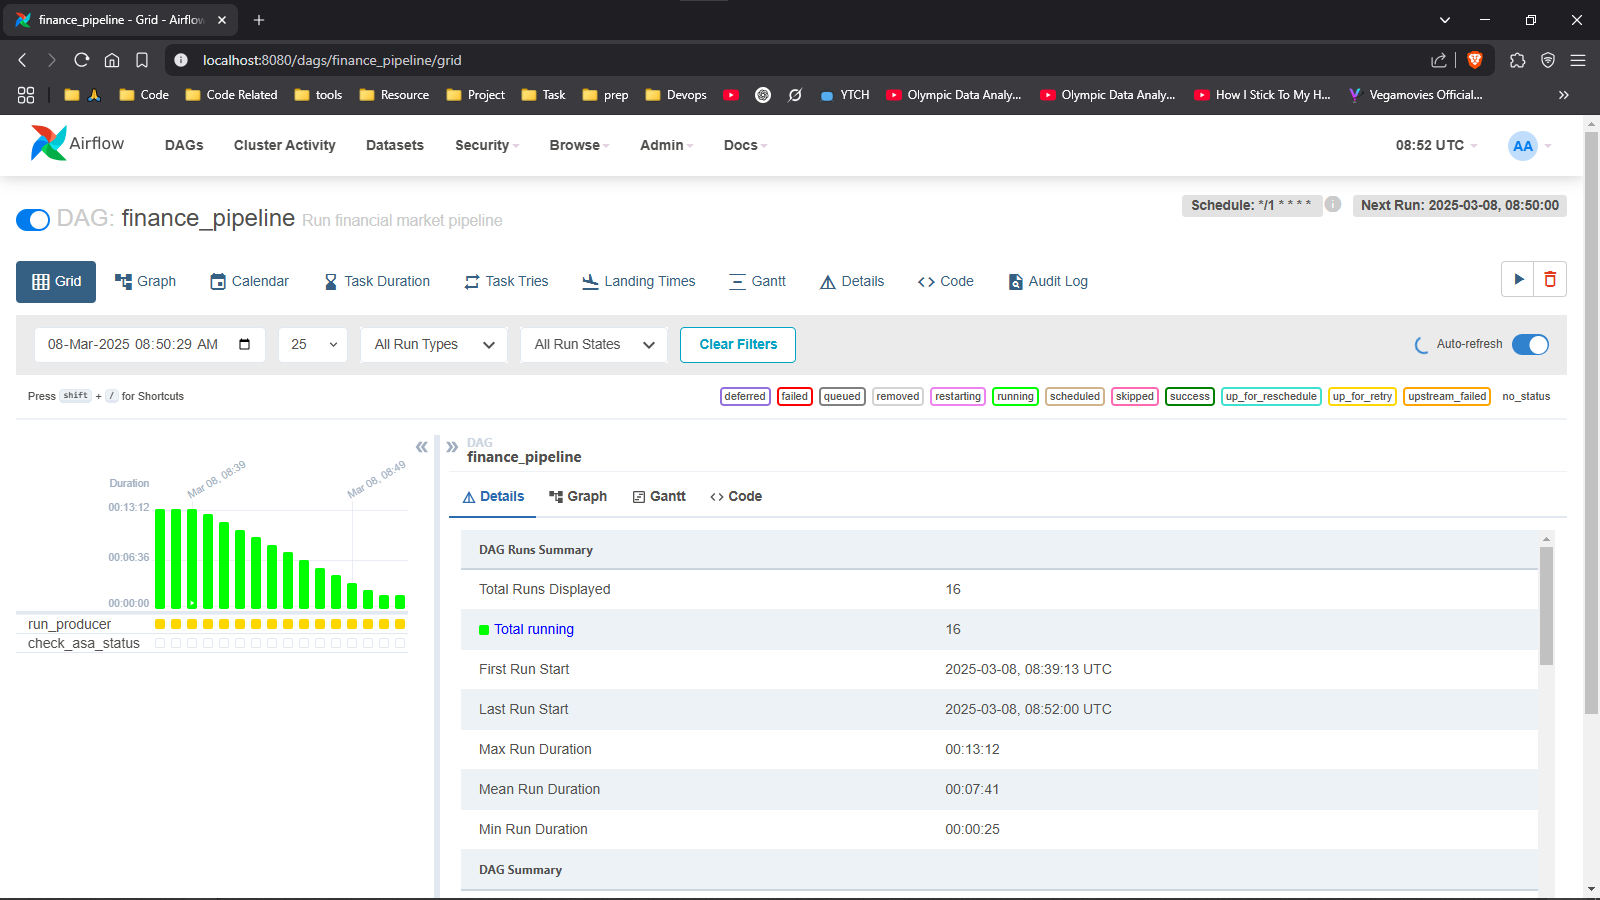 finance_pipeline - Grid - Airflow
localhost:8080/dags/finance_pipeline/grid
Code Code Related tools Resource Project Task prep Devops YTCH Olympic Data Analy... Olympic Data Analy... How I Stick To My H... Vegamovies Official...
Airflow DAGs Cluster Activity Datasets Security Browse Admin Docs 08:52 UTC AA
DAG: finance_pipeline Run financial market pipeline Schedule: */1 * * * * i Next Run: 2025-03-08, 08:50:00
Grid Graph Calendar Task Duration Task Tries Landing Times Gantt Details Code Audit Log
08-Mar-2025 08:50:29 AM 25 All Run Types All Run States Clear Filters Auto-refresh
Press shift + / for Shortcuts deferred failed queued removed restarting running scheduled skipped success up_for_reschedule up_for_retry upstream_failed no_status
Duration
Mar 08, 08:39
Mar 08, 08:49
00:13:12
00:06:36
00:00:00
run_producer
check_asa_status
DAG
finance_pipeline
Details Graph Gantt Code
DAG Runs Summary
Total Runs Displayed 16
Total running 16
First Run Start 2025-03-08, 08:39:13 UTC
Last Run Start 2025-03-08, 08:52:00 UTC
Max Run Duration 00:13:12
Mean Run Duration 00:07:41
Min Run Duration 00:00:25
DAG Summary